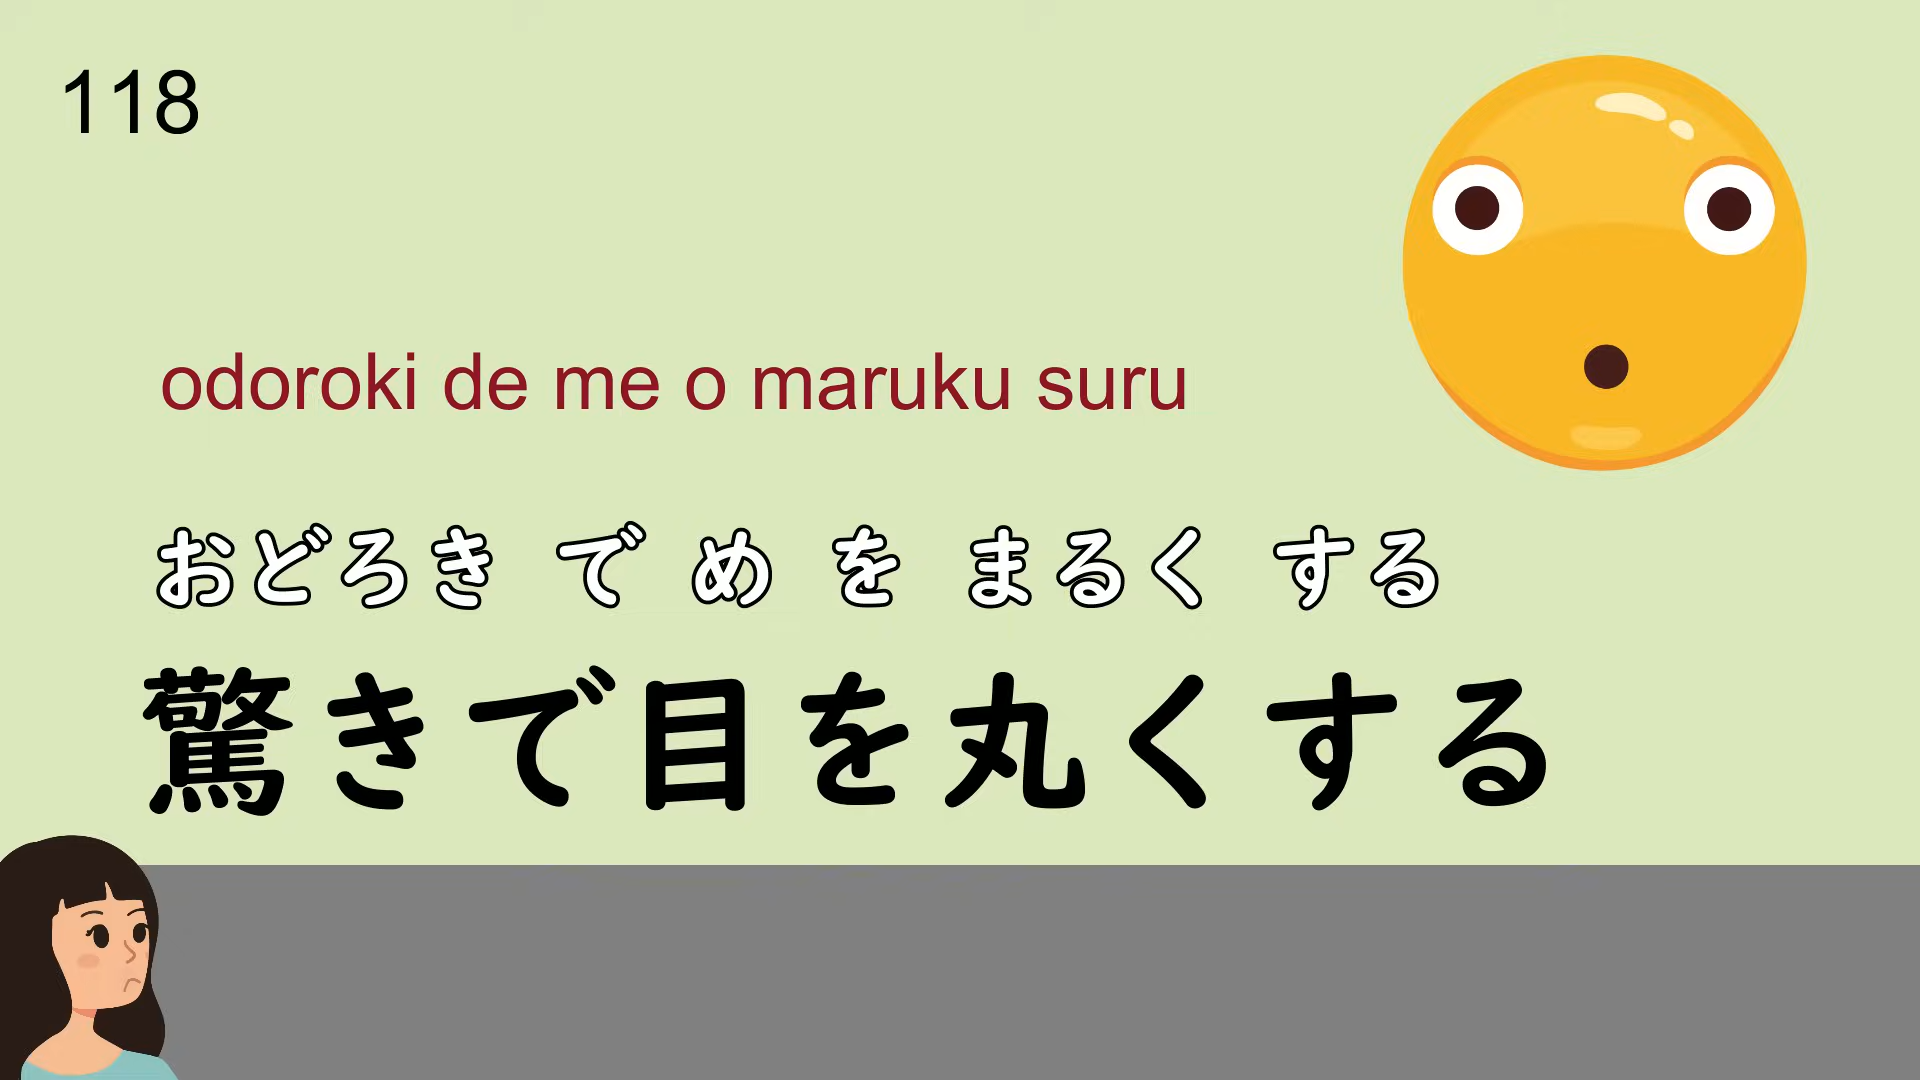 118
odoroki de me o maruku suru
おどろき で め を まるく する
驚きで目を丸くする